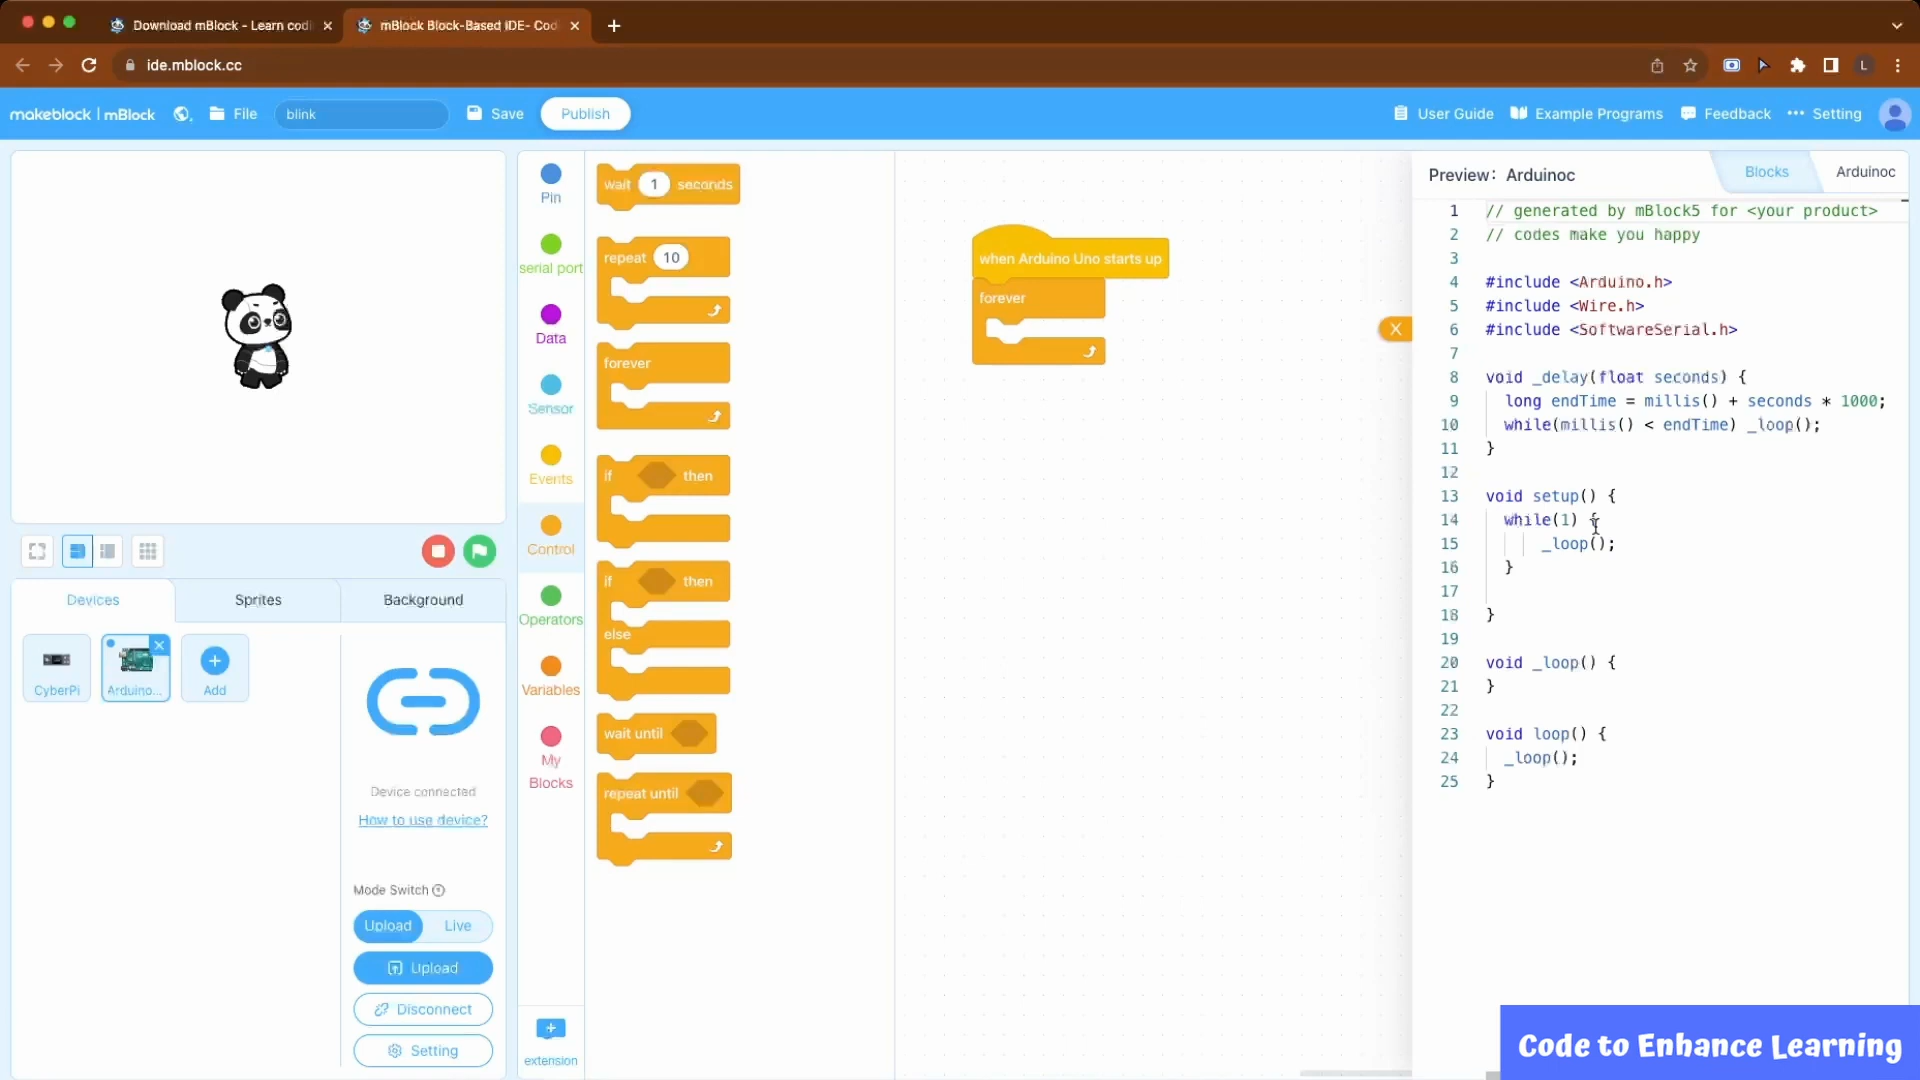 Download mBlock - Learn codi
mBlock Block-Based IDE- Cod
ide.mblock.cc
L
makeblock | mBlock
File
blink
Save
Publish
User Guide
Example Programs
Feedback
Setting
Pin
serial port
Data
Sensor
Events
Control
Operators
Variables
My
Blocks
extension
wait 1 seconds
repeat 10
forever
if then
if then
else
wait until
repeat until
when Arduino Uno starts up
forever
X
Preview: Arduinoc
Blocks
Arduinoc
1 // generated by mBlock5 for <your product>
2 // codes make you happy
3
4 #include <Arduino.h>
5 #include <Wire.h>
6 #include <SoftwareSerial.h>
7
8 void _delay(float seconds) {
9 long endTime = millis() + seconds * 1000;
10 while(millis() < endTime) _loop();
11 }
12
13 void setup() {
14 while(1) {
15 _loop();
16 }
17
18 }
19
20 void _loop() {
21 }
22
23 void loop() {
24 _loop();
25 }
Devices
Sprites
Background
CyberPi
Arduino...
Add
Device connected
How to use device?
Mode Switch
Upload
Live
Upload
Disconnect
Setting
Code to Enhance Learning